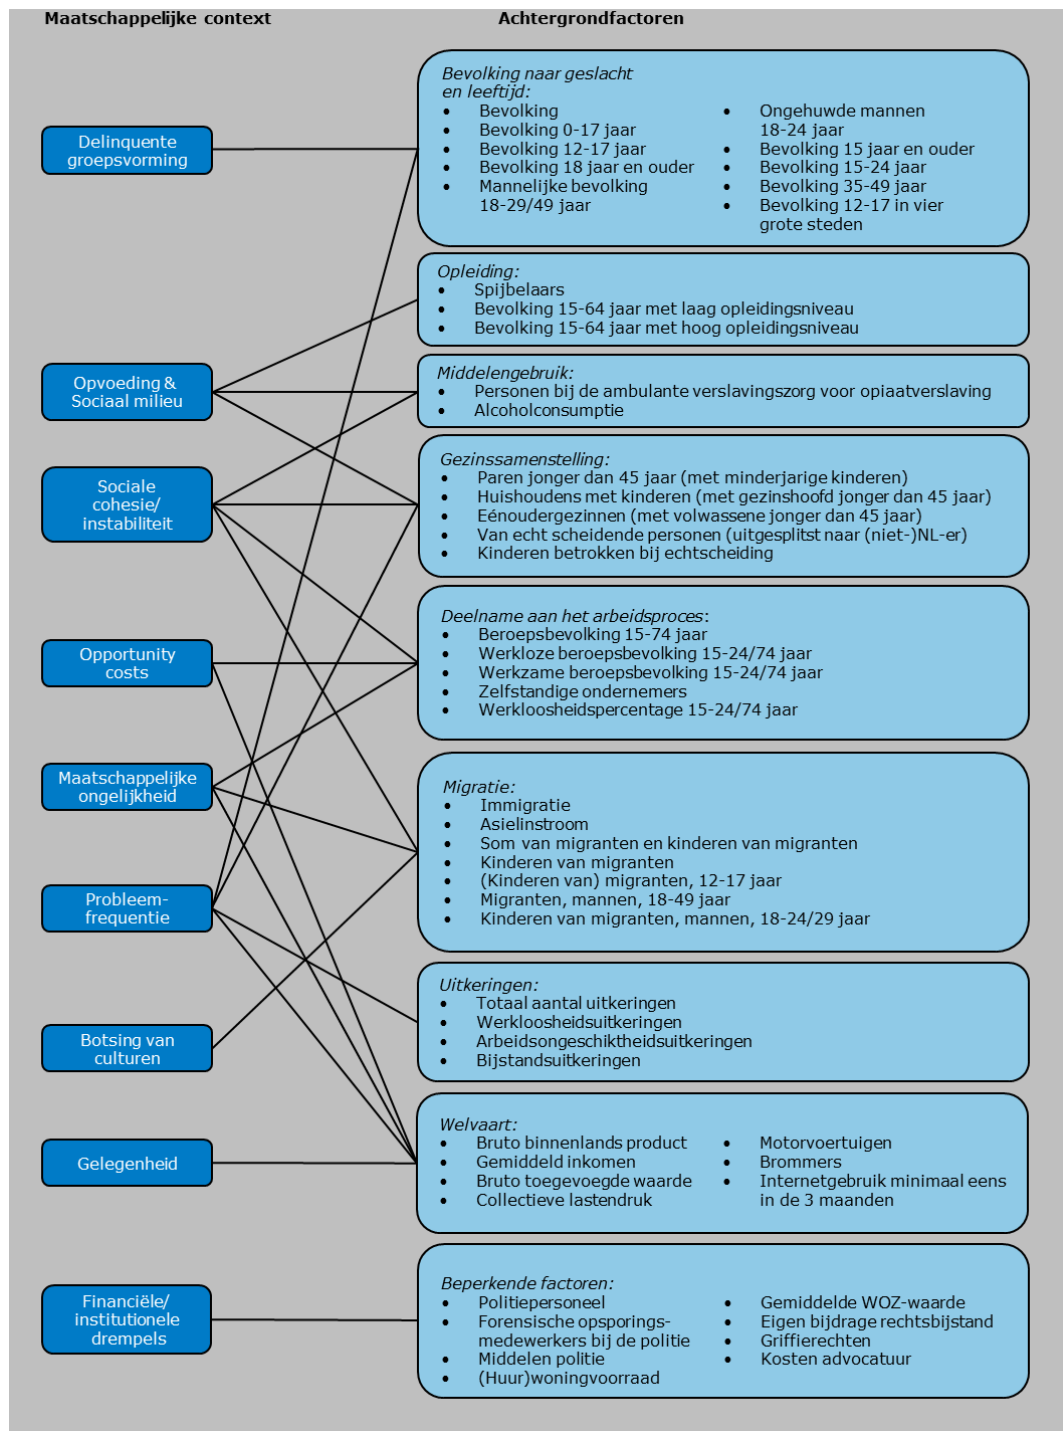 Maatschappelijke context
Achtergrondfactoren
Delinquente
groepsvorming
Opvoeding &
Sociaal milieu
Sociale
cohesie/
instabiliteit
Opportunity
costs
Maatschappelijke
ongelijkheid
Probleem-
frequentie
Botsing van
culturen
Gelegenheid
Financiële/
institutionele
drempels
Bevolking naar geslacht
en leeftijd:
• Bevolking
• Bevolking 0-17 jaar
• Bevolking 12-17 jaar
• Bevolking 18 jaar en ouder
• Mannelijke bevolking
18-29/49 jaar
• Ongehuwde mannen
18-24 jaar
• Bevolking 15 jaar en ouder
• Bevolking 15-24 jaar
• Bevolking 35-49 jaar
• Bevolking 12-17 in vier
grote steden
Opleiding:
• Spijbelaars
• Bevolking 15-64 jaar met laag opleidingsniveau
• Bevolking 15-64 jaar met hoog opleidingsniveau
Middelengebruik:
• Personen bij de ambulante verslavingszorg voor opiaatverslaving
• Alcoholconsumptie
Gezinssamenstelling:
• Paren jonger dan 45 jaar (met minderjarige kinderen)
• Huishoudens met kinderen (met gezinshoofd jonger dan 45 jaar)
• Eénoudergezinnen (met volwassene jonger dan 45 jaar)
• Van echt scheidende personen (uitgesplitst naar (niet-)NL-er)
• Kinderen betrokken bij echtscheiding
Deelname aan het arbeidsproces:
• Beroepsbevolking 15-74 jaar
• Werkloze beroepsbevolking 15-24/74 jaar
• Werkzame beroepsbevolking 15-24/74 jaar
• Zelfstandige ondernemers
• Werkloosheidspercentage 15-24/74 jaar
Migratie:
• Immigratie
• Asielinstroom
• Som van migranten en kinderen van migranten
• Kinderen van migranten
• (Kinderen van) migranten, 12-17 jaar
• Migranten, mannen, 18-49 jaar
• Kinderen van migranten, mannen, 18-24/29 jaar
Uitkeringen:
• Totaal aantal uitkeringen
• Werkloosheidsuitkeringen
• Arbeidsongeschiktheidsuitkeringen
• Bijstandsuitkeringen
Welvaart:
• Bruto binnenlands product
• Gemiddeld inkomen
• Bruto toegevoegde waarde
• Collectieve lastendruk
• Motorvoertuigen
• Brommers
• Internetgebruik minimaal eens
in de 3 maanden
Beperkende factoren:
• Politiepersoneel
• Forensische opsporings-
medewerkers bij de politie
• Middelen politie
• (Huur)woningvoorraad
• Gemiddelde WOZ-waarde
• Eigen bijdrage rechtsbijstand
• Griffierechten
• Kosten advocatuur